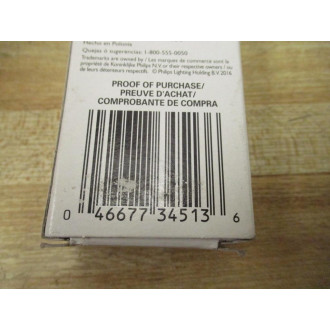 Hecho en Polonia
Quejas o sugerencias: 1-800-555-0050
Trademarks are owned by / Les marques de commerce sont la
propriété de Koninklijke Philips N.V. or their respective owners / ou
de leurs détenteurs respectifs. © Philips Lighting Holding B.V. 2016
PROOF OF PURCHASE/
PREUVE D'ACHAT/
COMPROBANTE DE COMPRA
0 46677 34513 6